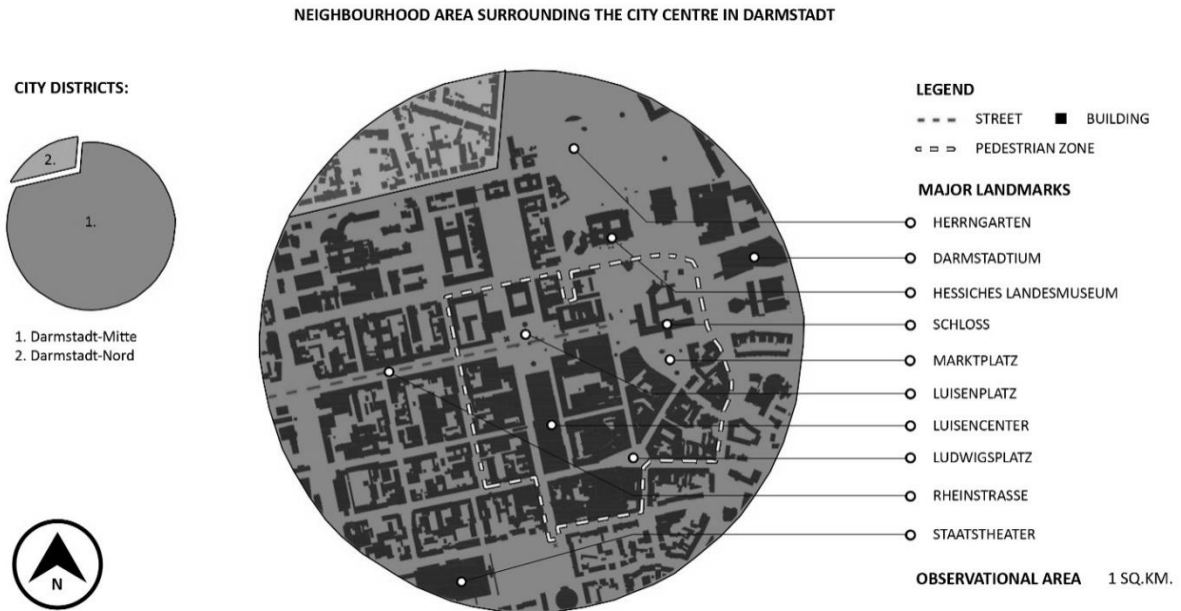 NEIGHBOURHOOD AREA SURROUNDING THE CITY CENTRE IN DARMSTADT
CITY DISTRICTS:
2.
1.
1. Darmstadt-Mitte
2. Darmstadt-Nord
N
LEGEND
STREET
BUILDING
PEDESTRIAN ZONE
MAJOR LANDMARKS
HERRNGARTEN
DARMSTADTIUM
HESSICHES LANDESMUSEUM
SCHLOSS
MARKTPLATZ
LUISENPLATZ
LUISENCENTER
LUDWIGSPLATZ
RHEINSTRASSE
STAATSTHEATER
OBSERVATIONAL AREA 1 SQ.KM.